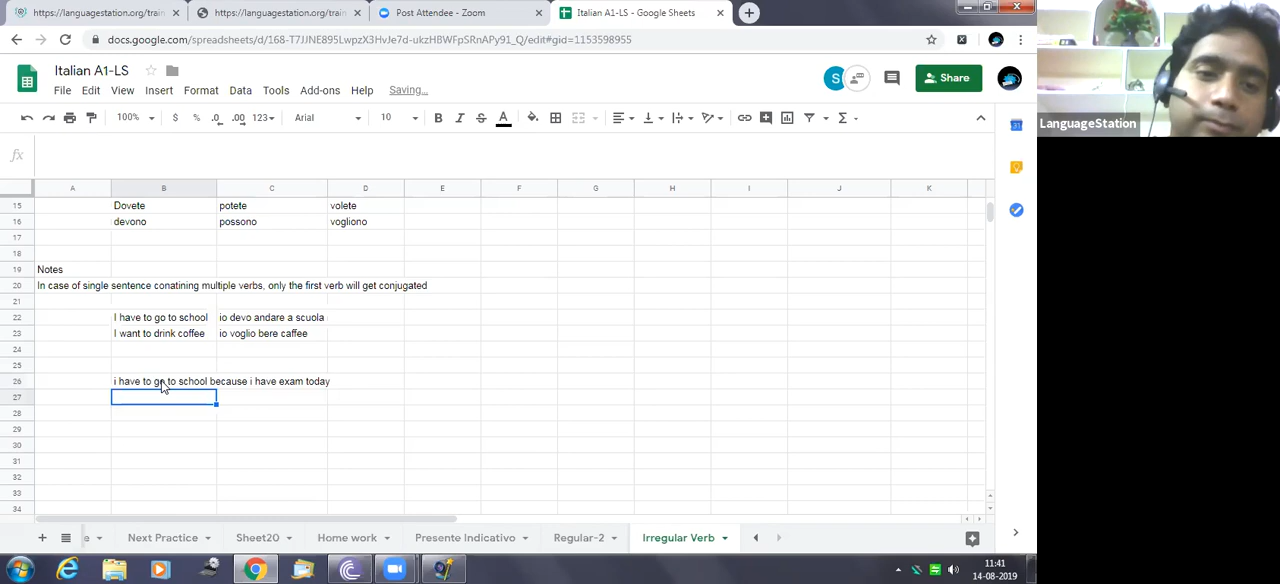 https://languagestation.org/train
https://languagestation.org/train
Post Attendee - Zoom
Italian A1-LS - Google Sheets
docs.google.com/spreadsheets/d/168-T7JJNE895LwpzX3HvJe7d-ukzHBWFpSRnAPy91_Q/edit#gid=1153598955
Italian A1-LS
File Edit View Insert Format Data Tools Add-ons Help Saving...
S
Share
100% $ % .0 .00 123 Arial 10 B I S A
fx
A B C D E F G H I J K
15 Dovete potete volete
16 devono possono vogliono
17
18
19 Notes
20 In case of single sentence conatining multiple verbs, only the first verb will get conjugated
21
22 I have to go to school io devo andare a scuola
23 I want to drink coffee io voglio bere caffee
24
25
26 i have to go to school because i have exam today
27
28
29
30
31
32
33
34
Next Practice Sheet20 Home work Presente Indicativo Regular-2 Irregular Verb
11:41
14-08-2019
LanguageStation
31